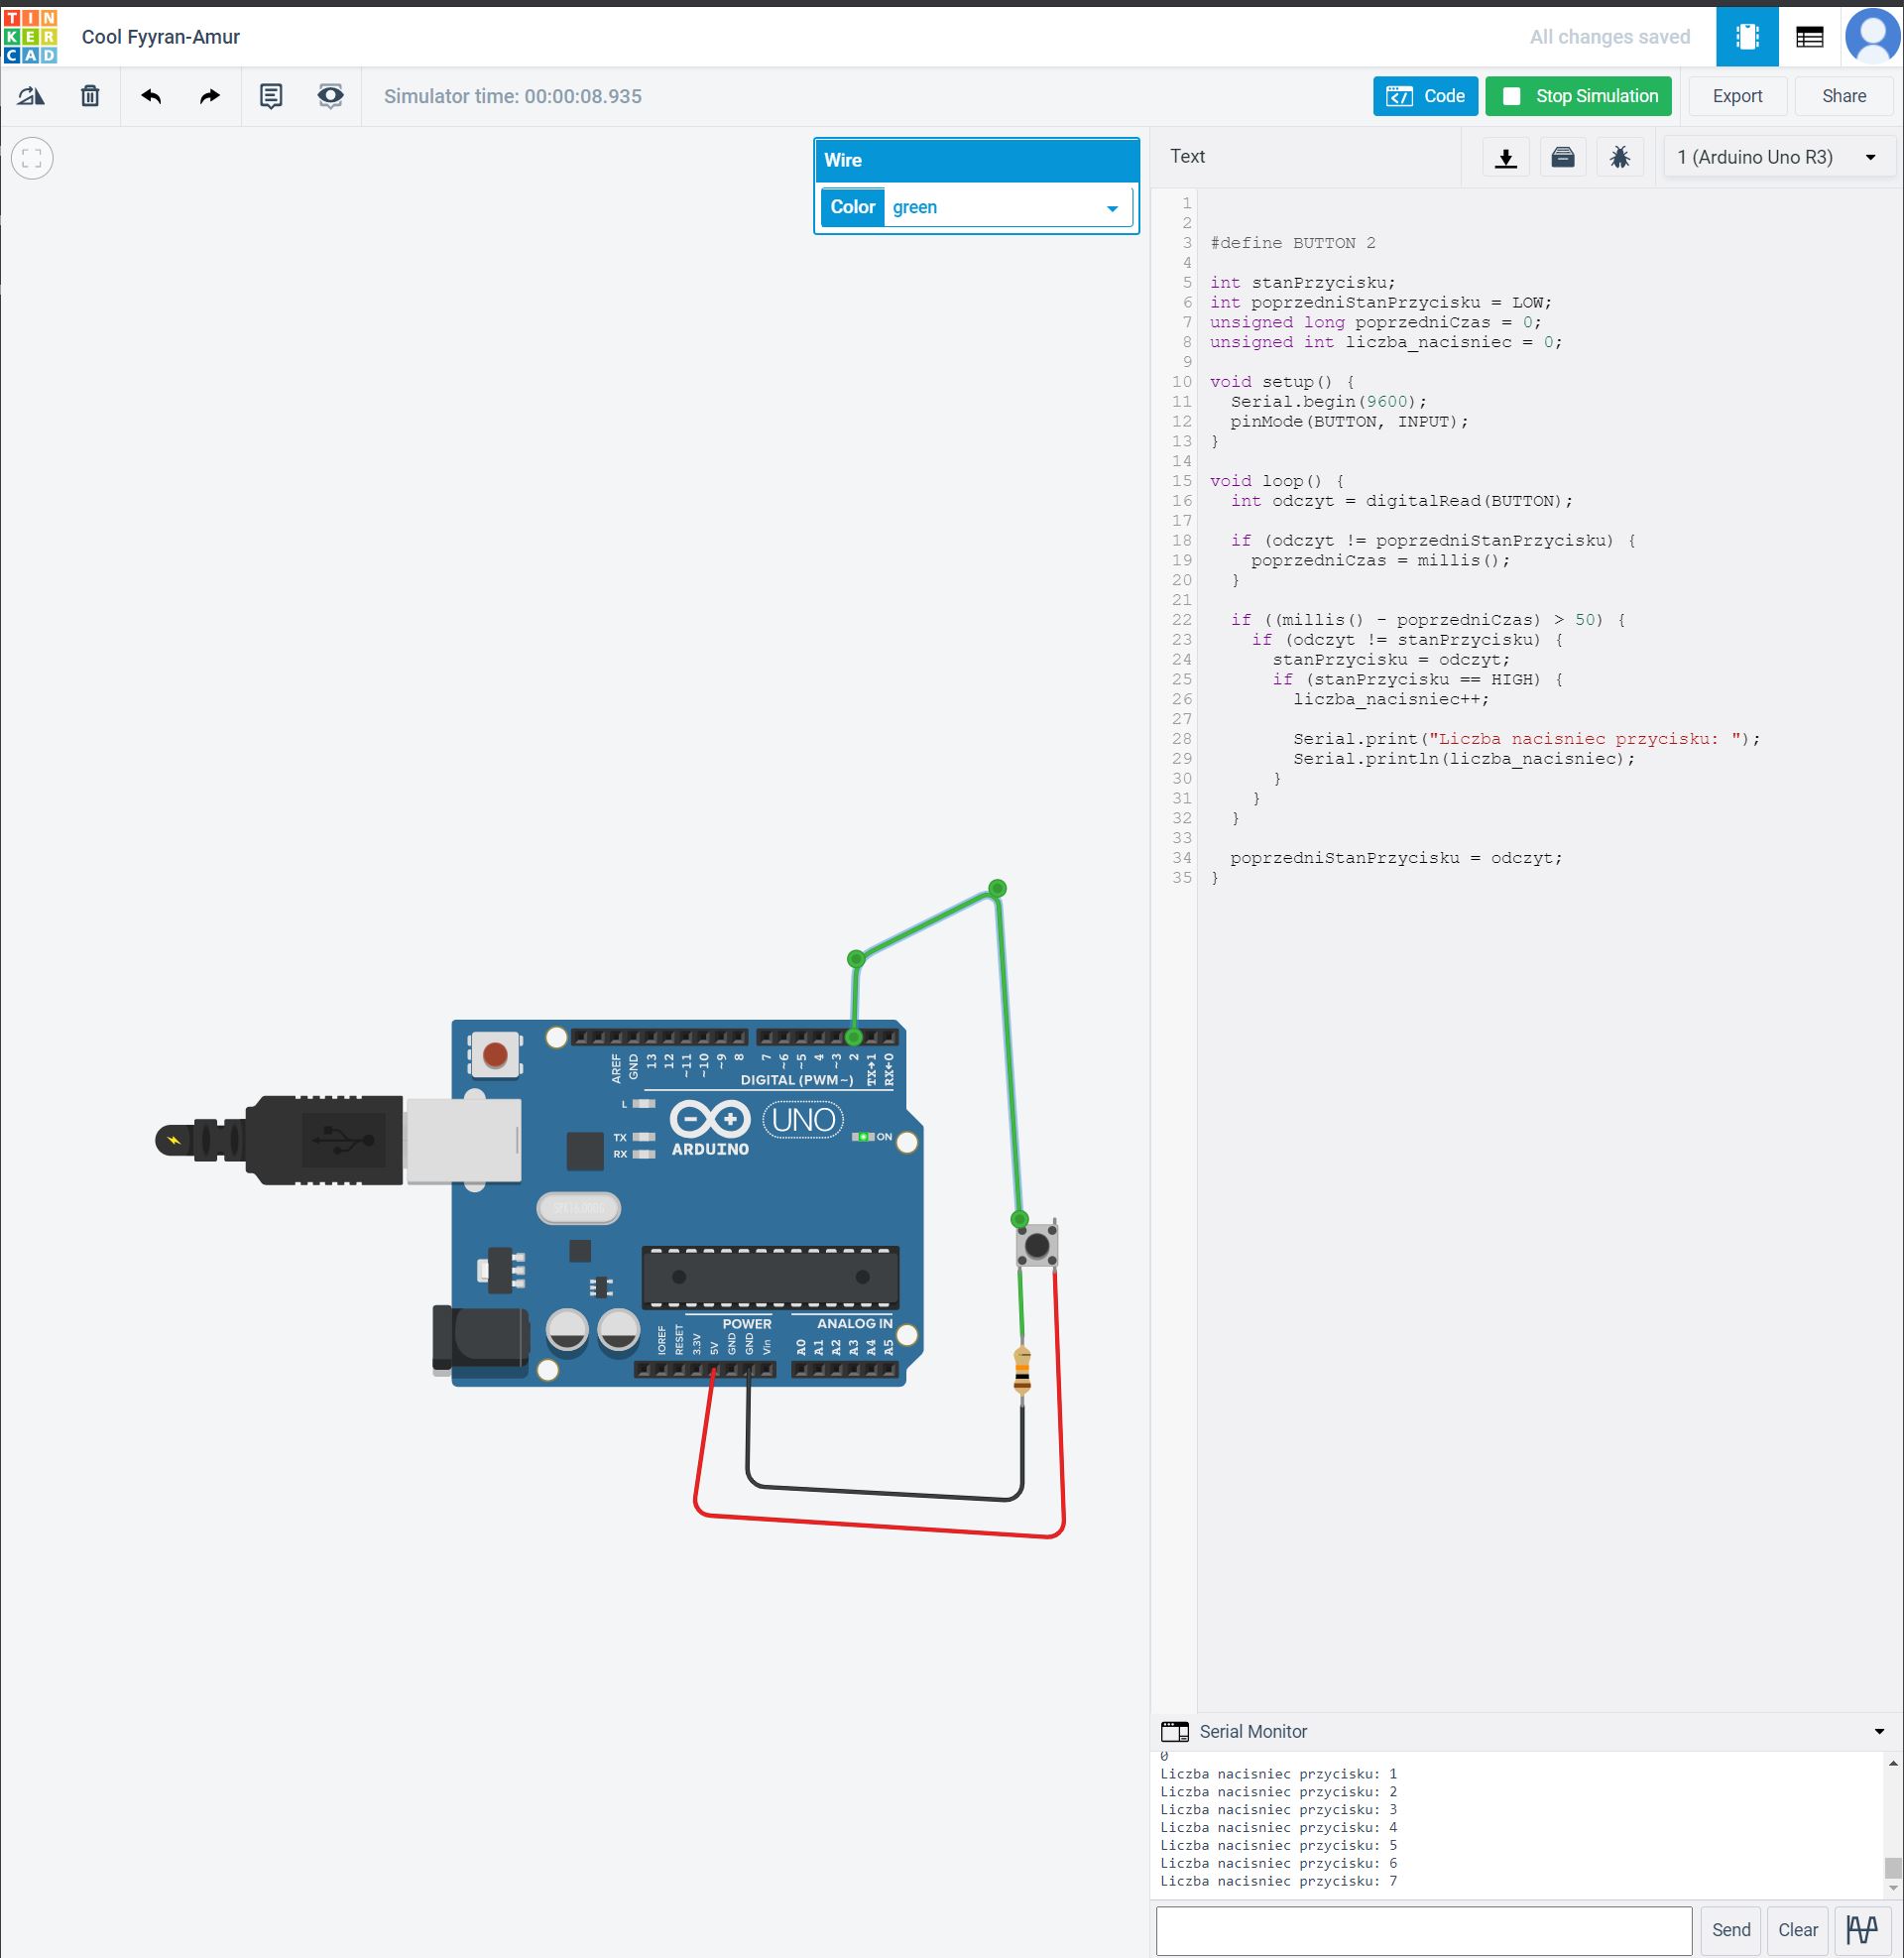 TIN
KER
CAD
Cool Fyyran-Amur
All changes saved
Simulator time: 00:00:08.935
Code
Stop Simulation
Export
Share
Wire
Color green
Text
1 (Arduino Uno R3)
1
2
3 #define BUTTON 2
4
5 int stanPrzycisku;
6 int poprzedniStanPrzycisku = LOW;
7 unsigned long poprzedniCzas = 0;
8 unsigned int liczba_nacisniec = 0;
9
10 void setup() {
11 Serial.begin(9600);
12 pinMode(BUTTON, INPUT);
13 }
14
15 void loop() {
16 int odczyt = digitalRead(BUTTON);
17
18 if (odczyt != poprzedniStanPrzycisku) {
19 poprzedniCzas = millis();
20 }
21
22 if ((millis() - poprzedniCzas) > 50) {
23 if (odczyt != stanPrzycisku) {
24 stanPrzycisku = odczyt;
25 if (stanPrzycisku == HIGH) {
26 liczba_nacisniec++;
27
28 Serial.print("Liczba nacisniec przycisku: ");
29 Serial.println(liczba_nacisniec);
30 }
31 }
32 }
33
34 poprzedniStanPrzycisku = odczyt;
35 }
AREF GND 13 12 ~11 ~10 ~9 8 7 ~6 ~5 4 ~3 2 TX→1 RX←0
DIGITAL (PWM~)
L
TX
RX
ARDUINO
UNO
ON
POWER
ANALOG IN
IOREF RESET 3.3V 5V GND GND Vin A0 A1 A2 A3 A4 A5
Serial Monitor
0
Liczba nacisniec przycisku: 1
Liczba nacisniec przycisku: 2
Liczba nacisniec przycisku: 3
Liczba nacisniec przycisku: 4
Liczba nacisniec przycisku: 5
Liczba nacisniec przycisku: 6
Liczba nacisniec przycisku: 7
Send
Clear